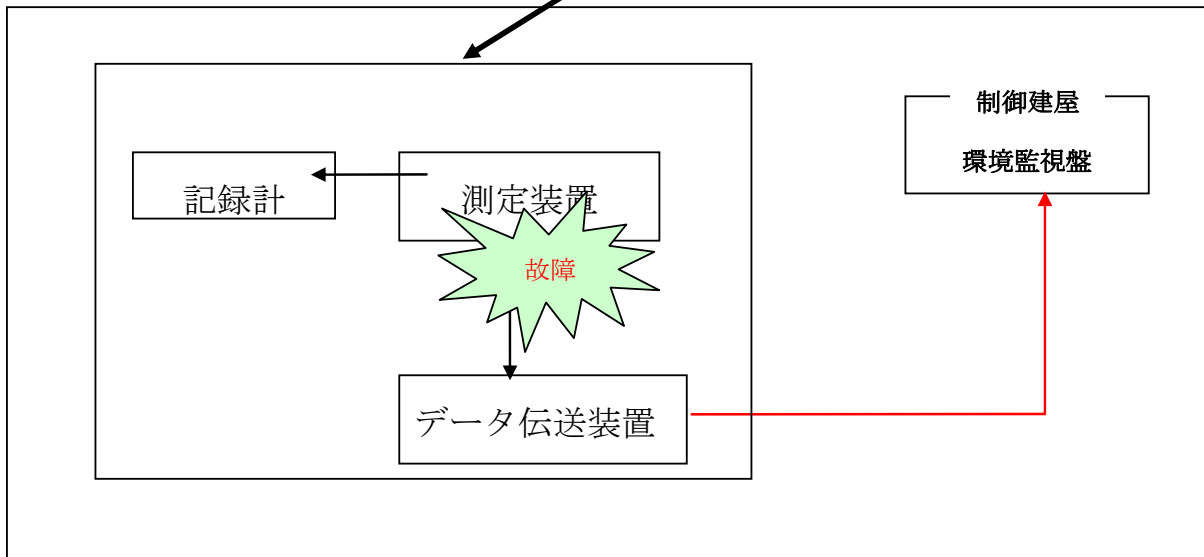 制御建屋
環境監視盤
記録計
測定装置
故障
データ伝送装置